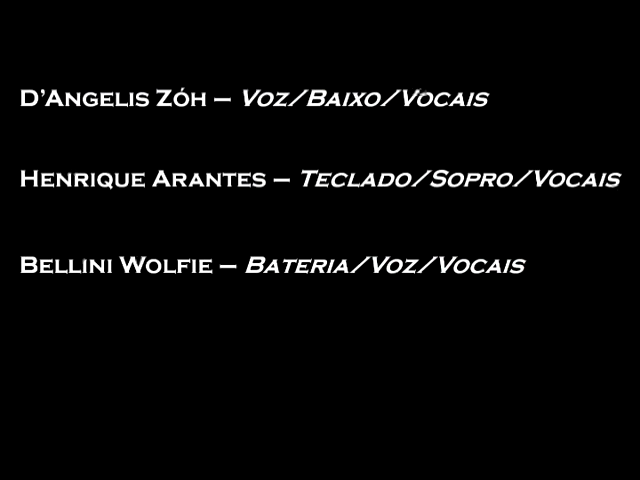 D'Angelis Zóh – Voz/Baixo/Vocais
Henrique Arantes – Teclado/Sopro/Vocais
Bellini Wolfie – Bateria/Voz/Vocais